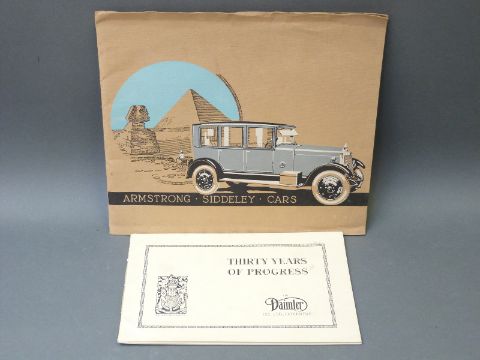 ARMSTRONG · SIDDELEY · CARS
THIRTY YEARS
OF PROGRESS
Daimler